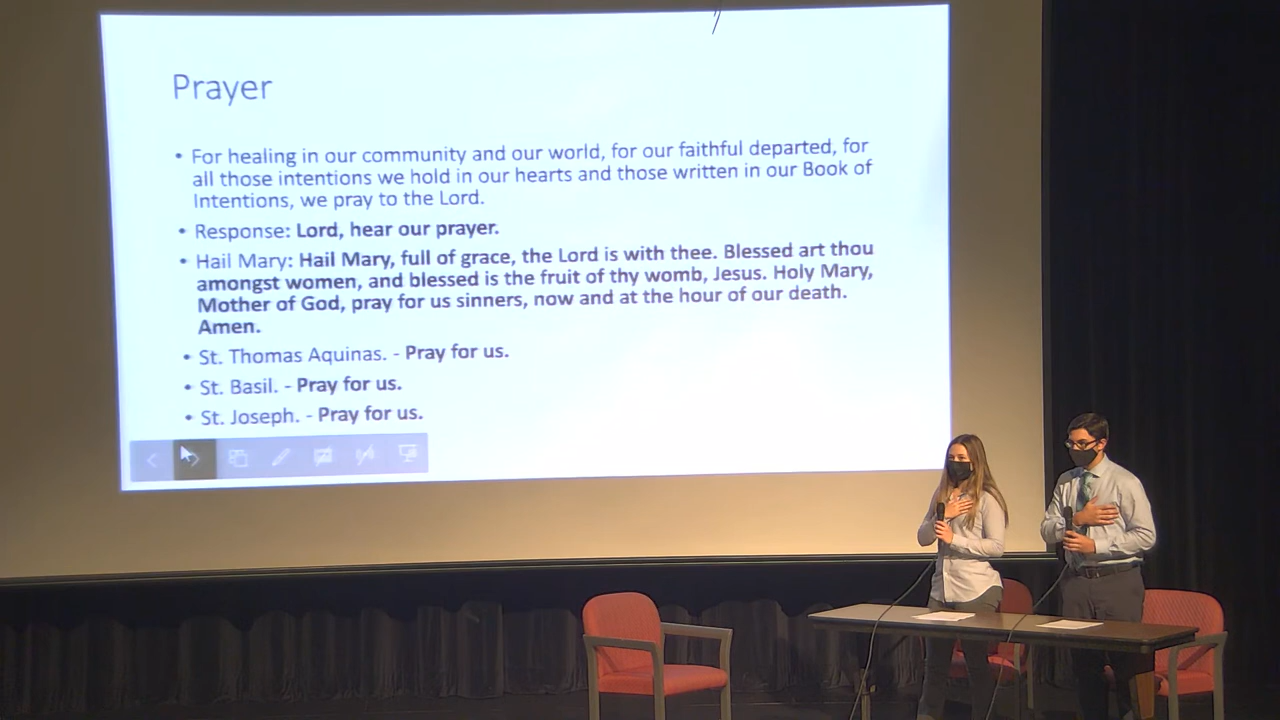 Prayer
• For healing in our community and our world, for our faithful departed, for
all those intentions we hold in our hearts and those written in our Book of
Intentions, we pray to the Lord.
• Response: Lord, hear our prayer.
• Hail Mary: Hail Mary, full of grace, the Lord is with thee. Blessed art thou
amongst women, and blessed is the fruit of thy womb, Jesus. Holy Mary,
Mother of God, pray for us sinners, now and at the hour of our death.
Amen.
• St. Thomas Aquinas. - Pray for us.
• St. Basil. - Pray for us.
• St. Joseph. - Pray for us.